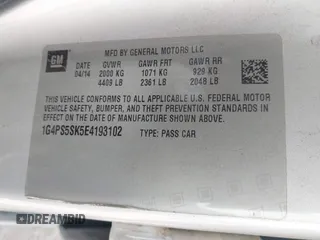 GM
MFD BY GENERAL MOTORS LLC
DATE GVWR GAWR FRT GAWR RR
04/14 2000 KG 1071 KG 929 KG
4409 LB 2361 LB 2048 LB
THIS VEHICLE CONFORMS TO ALL APPLICABLE U.S. FEDERAL MOTOR
VEHICLE SAFETY, BUMPER, AND THEFT PREVENTION STANDARDS IN
EFFECT ON THE DATE OF MANUFACTURE SHOWN ABOVE.
1G4PS5SK5E4193102 TYPE: PASS CAR
DREAMBID